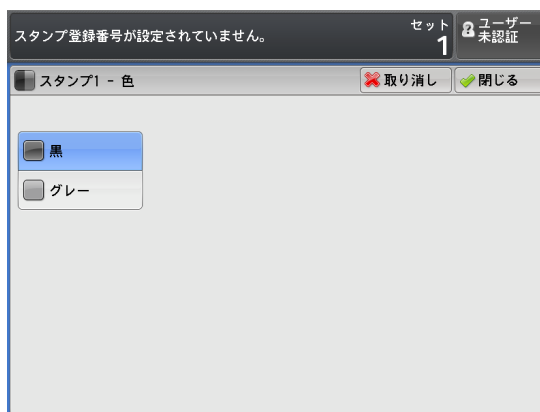 スタンプ登録番号が設定されていません。
セット
1
ユーザー
未認証
スタンプ1 - 色
取り消し
閉じる
黒
グレー